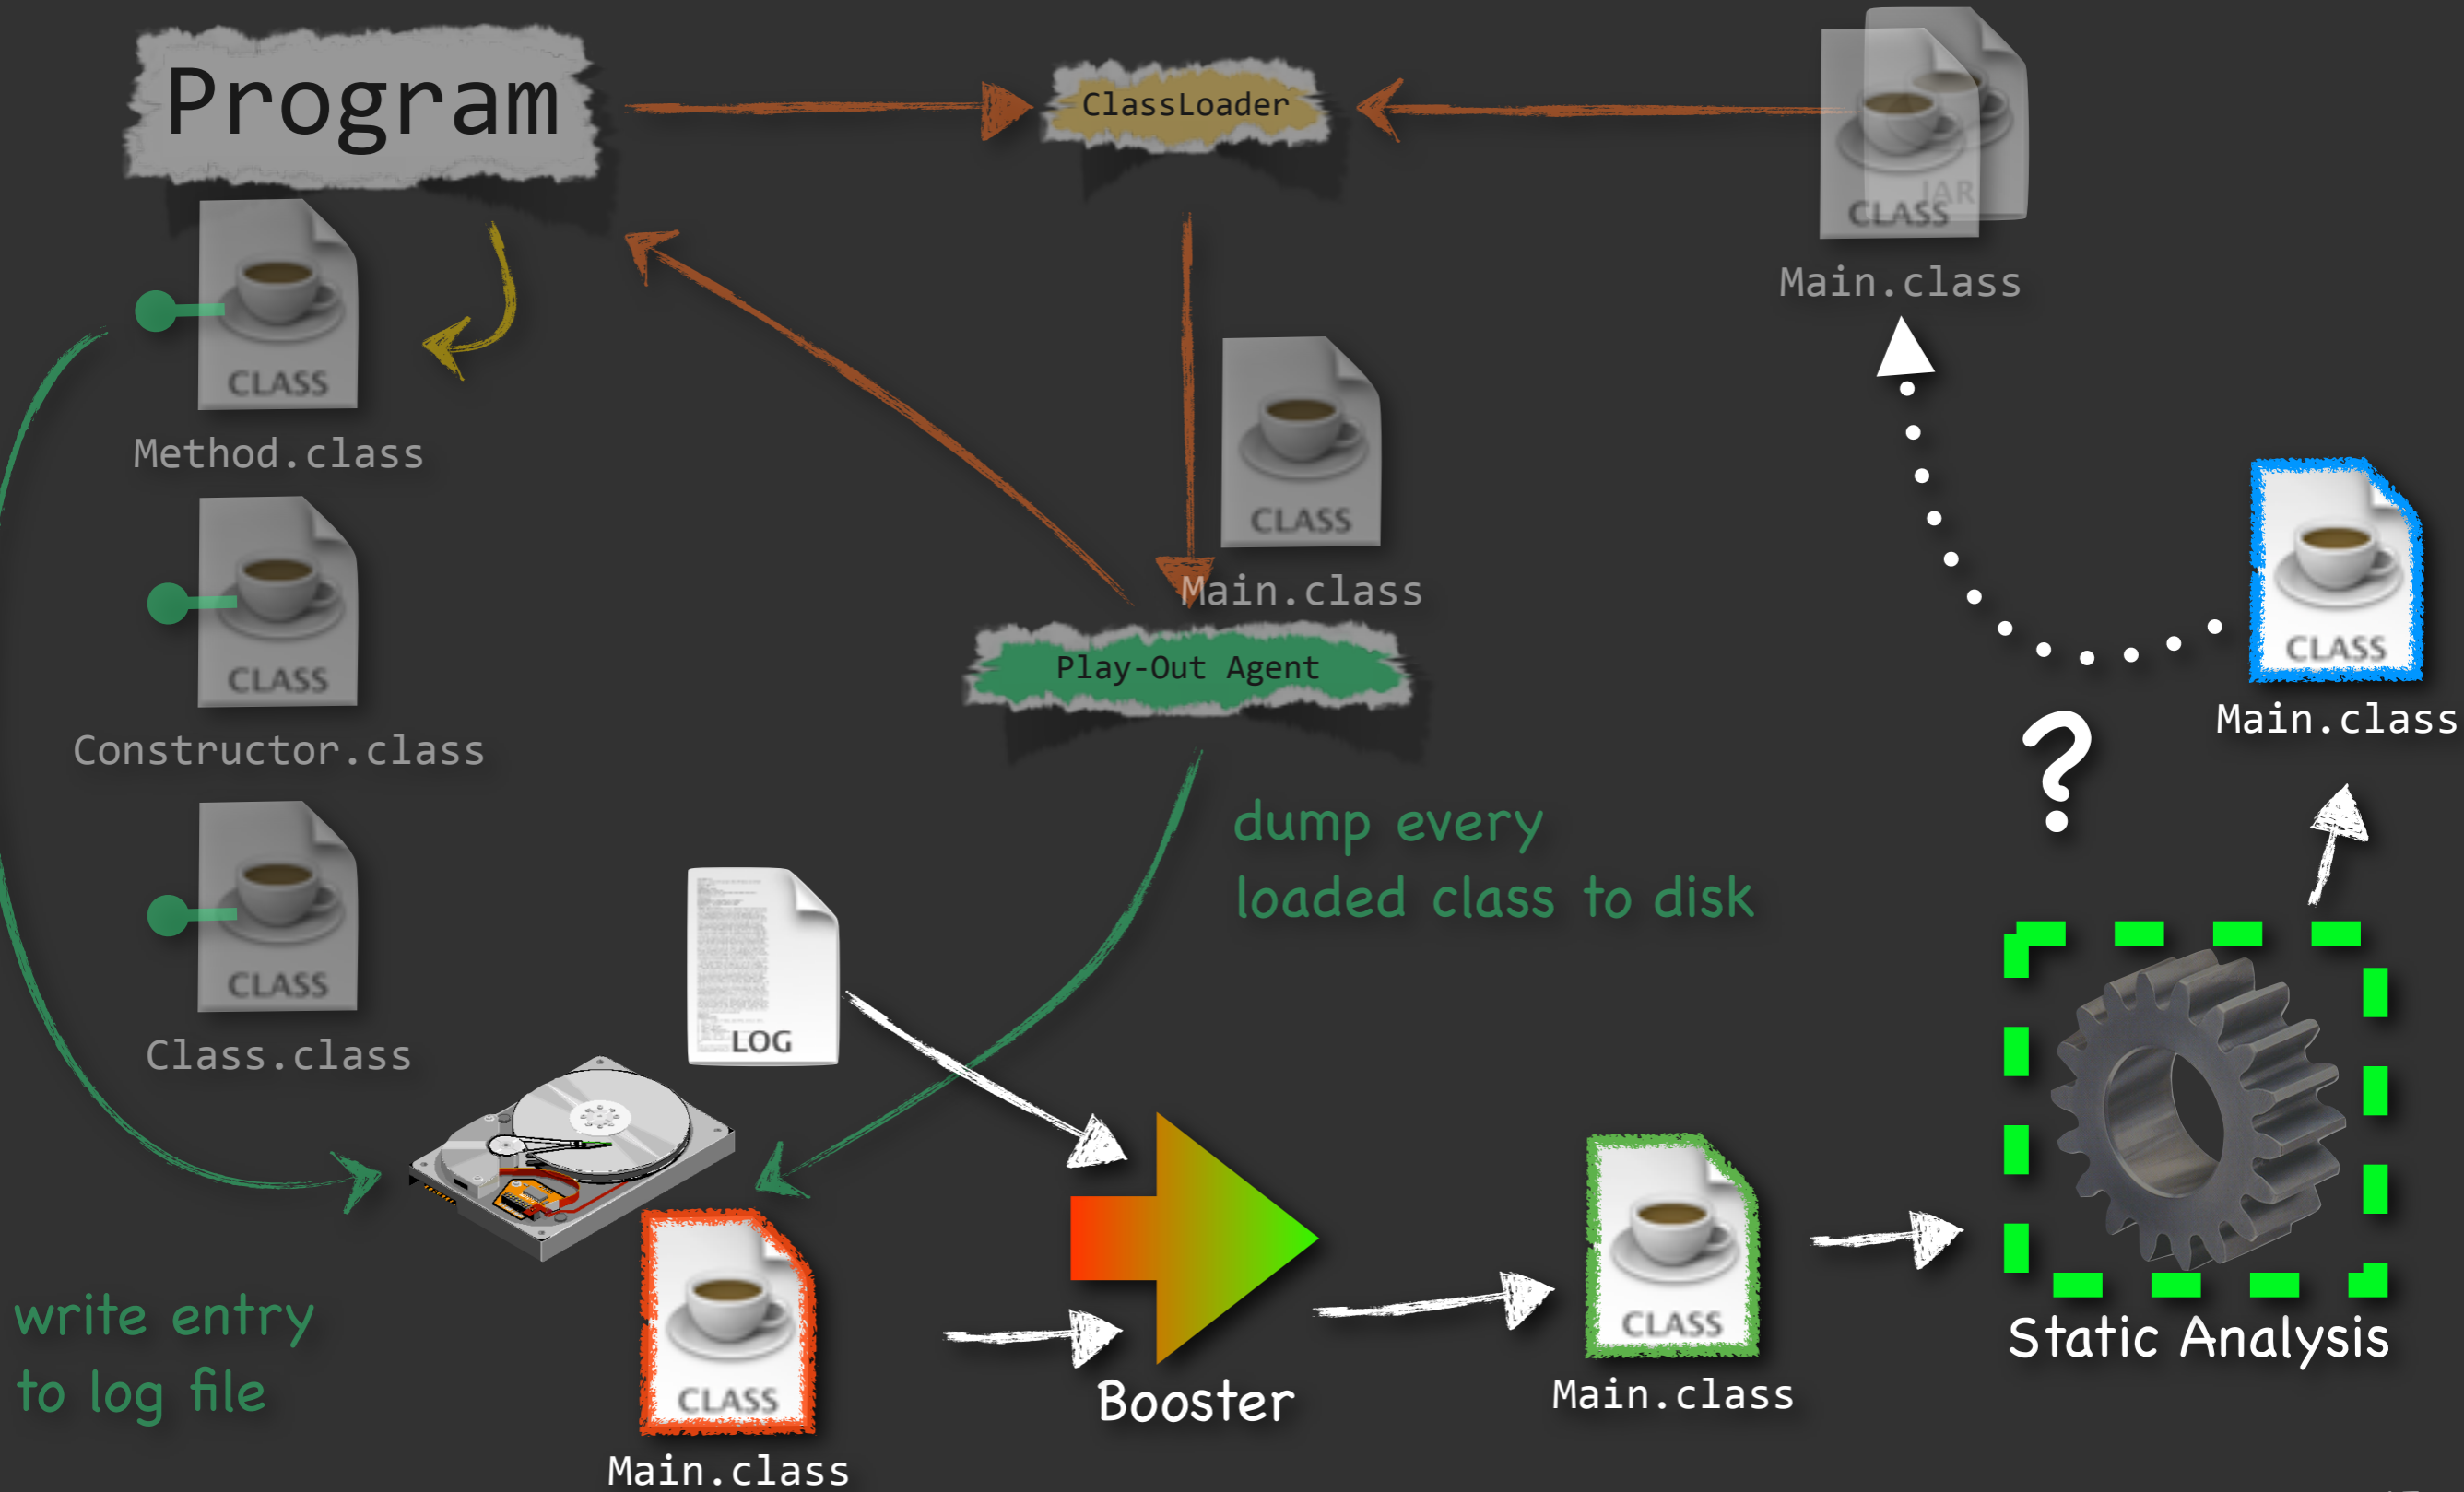 Program
ClassLoader
JAR
CLASS
Main.class
CLASS
Method.class
CLASS
Main.class
CLASS
Main.class
CLASS
Constructor.class
Play-Out Agent
?
dump every
loaded class to disk
CLASS
Class.class
LOG
write entry
to log file
CLASS
Main.class
Booster
CLASS
Main.class
Static Analysis